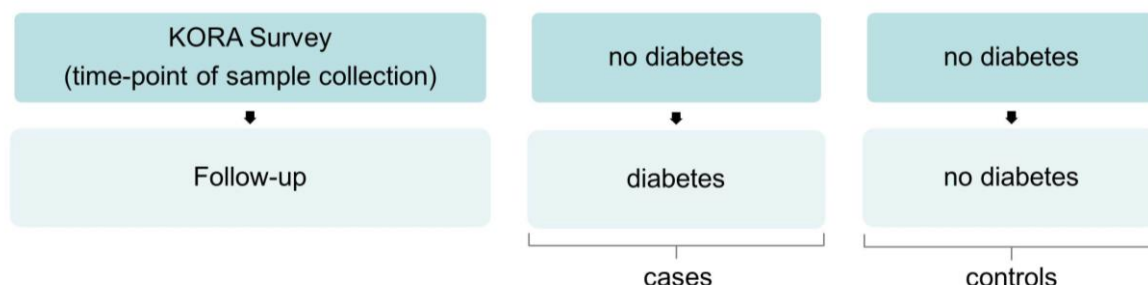 KORA Survey
(time-point of sample collection)
no diabetes
no diabetes
Follow-up
diabetes
no diabetes
cases
controls